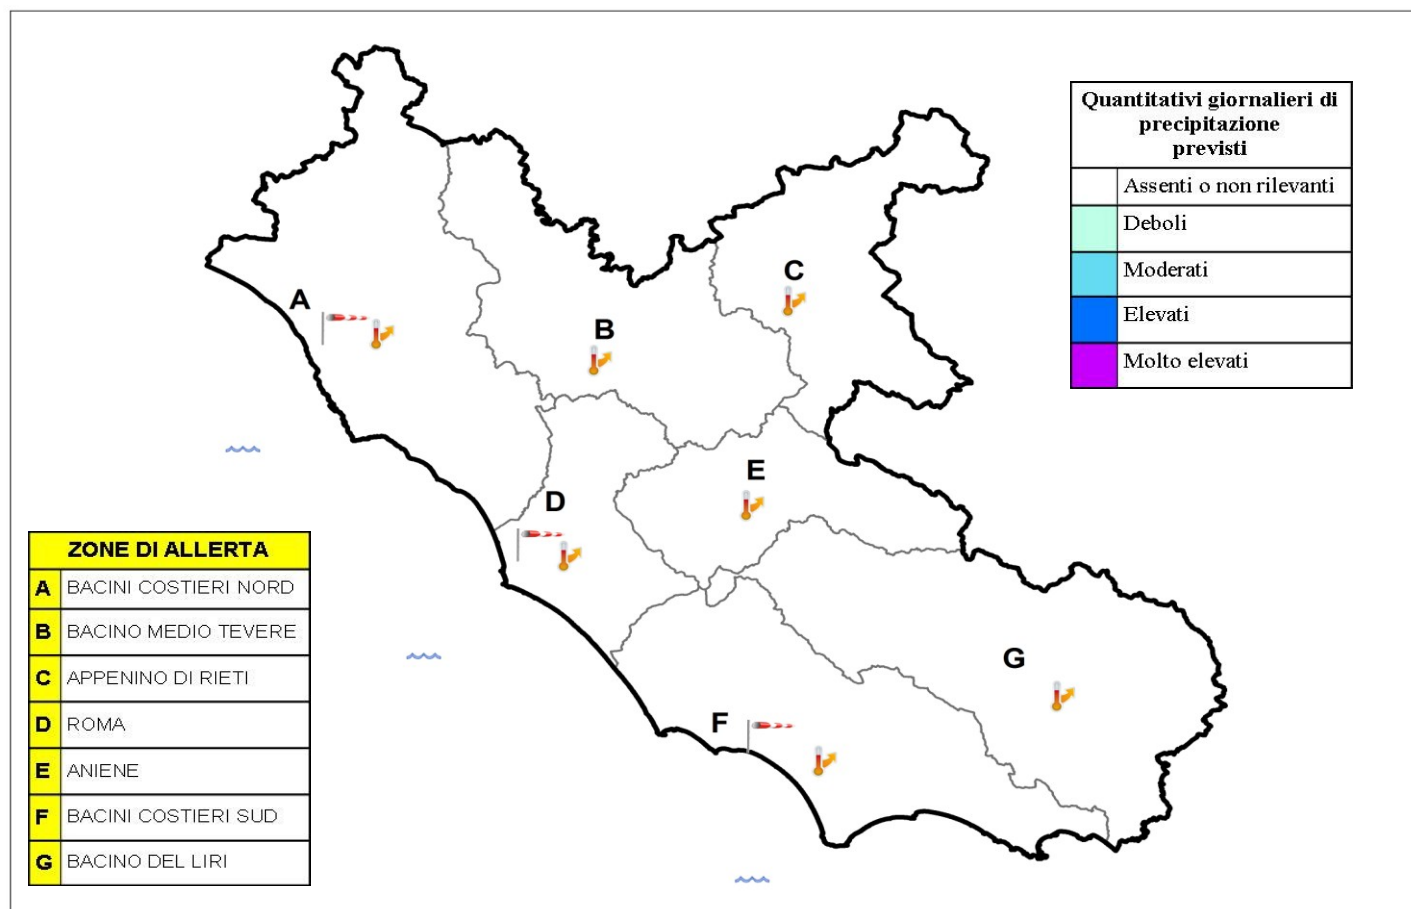 Quantitativi giornalieri di
precipitazione
previsti
Assenti o non rilevanti
Deboli
Moderati
Elevati
Molto elevati
C
A
B
E
D
G
F
ZONE DI ALLERTA
A BACINI COSTIERI NORD
B BACINO MEDIO TEVERE
C APPENINO DI RIETI
D ROMA
E ANIENE
F BACINI COSTIERI SUD
G BACINO DEL LIRI